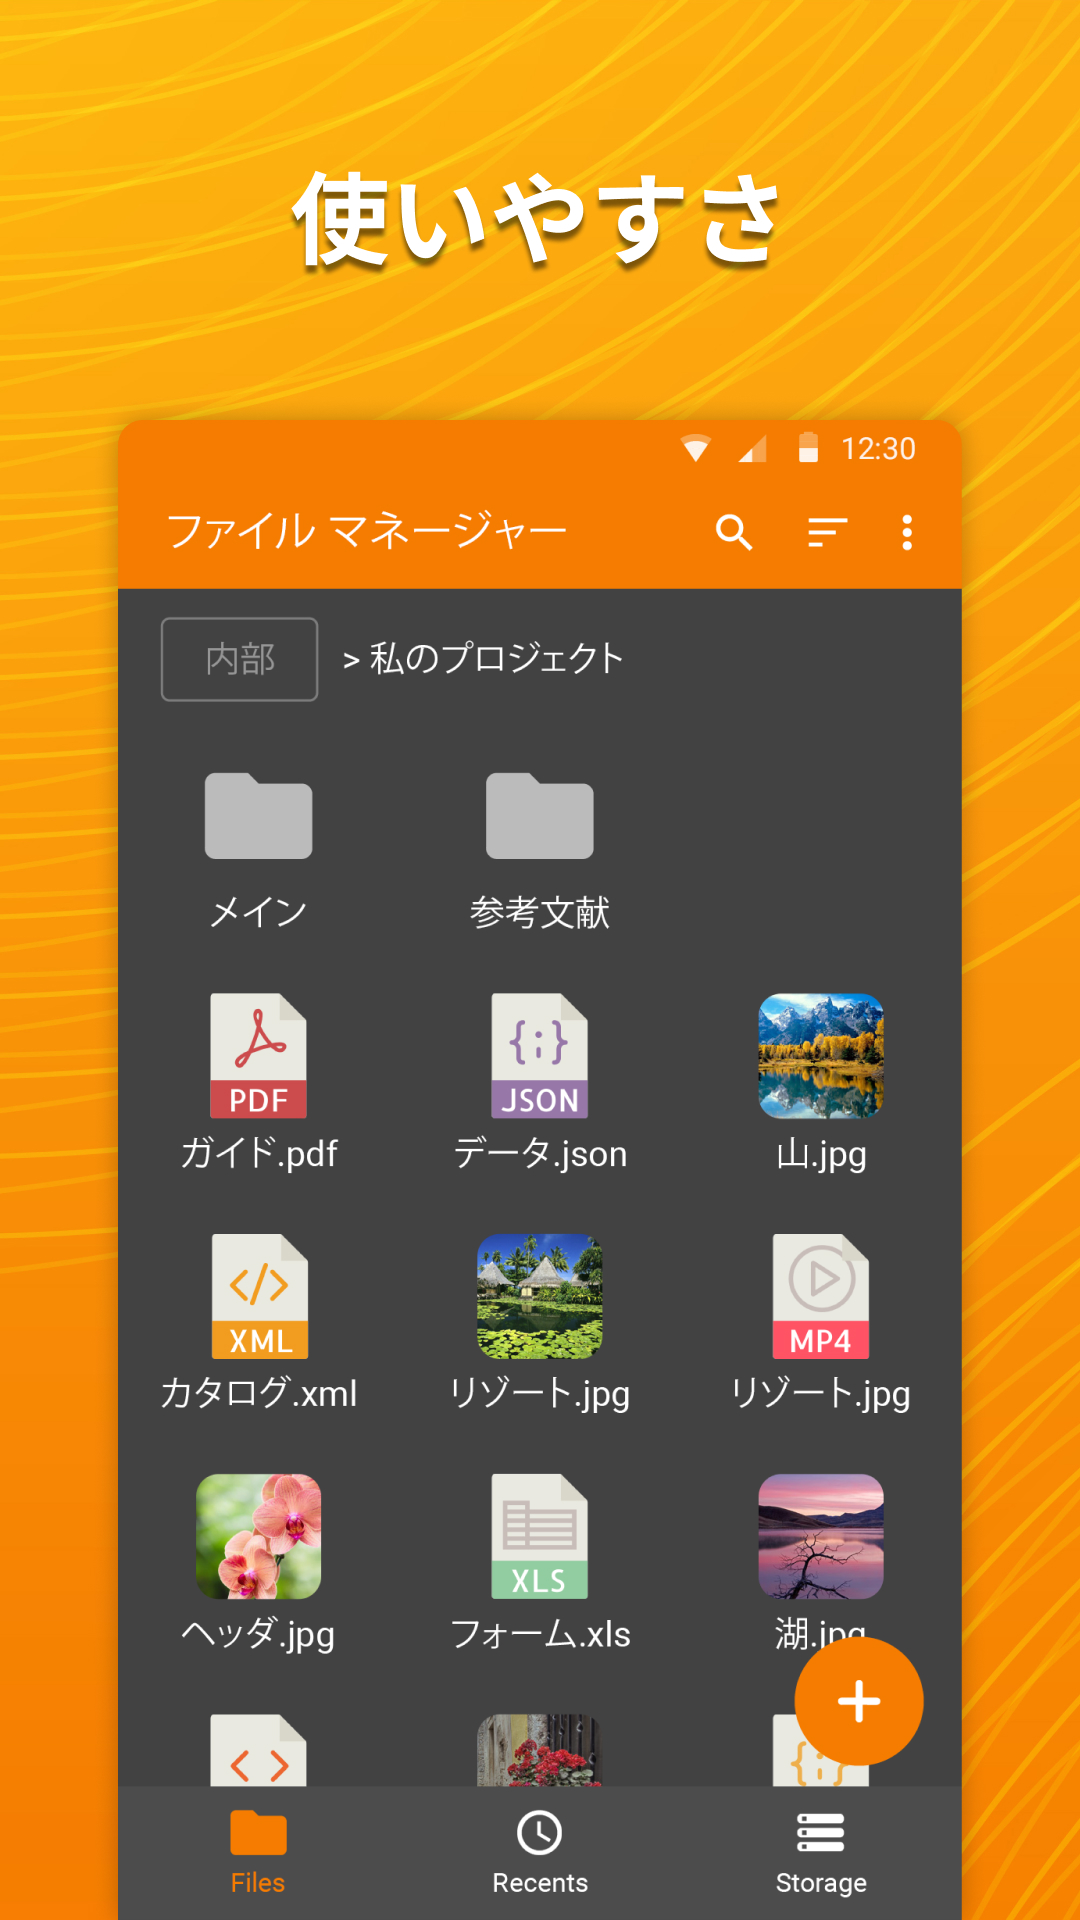 使いやすさ
12:30
ファイル マネージャー
内部 > 私のプロジェクト
メイン 参考文献
PDF JSON
ガイド.pdf データ.json 山.jpg
XML MP4
カタログ.xml リゾート.jpg リゾート.jpg
XLS
ヘッダ.jpg フォーム.xls 湖.jpg
Files Recents Storage